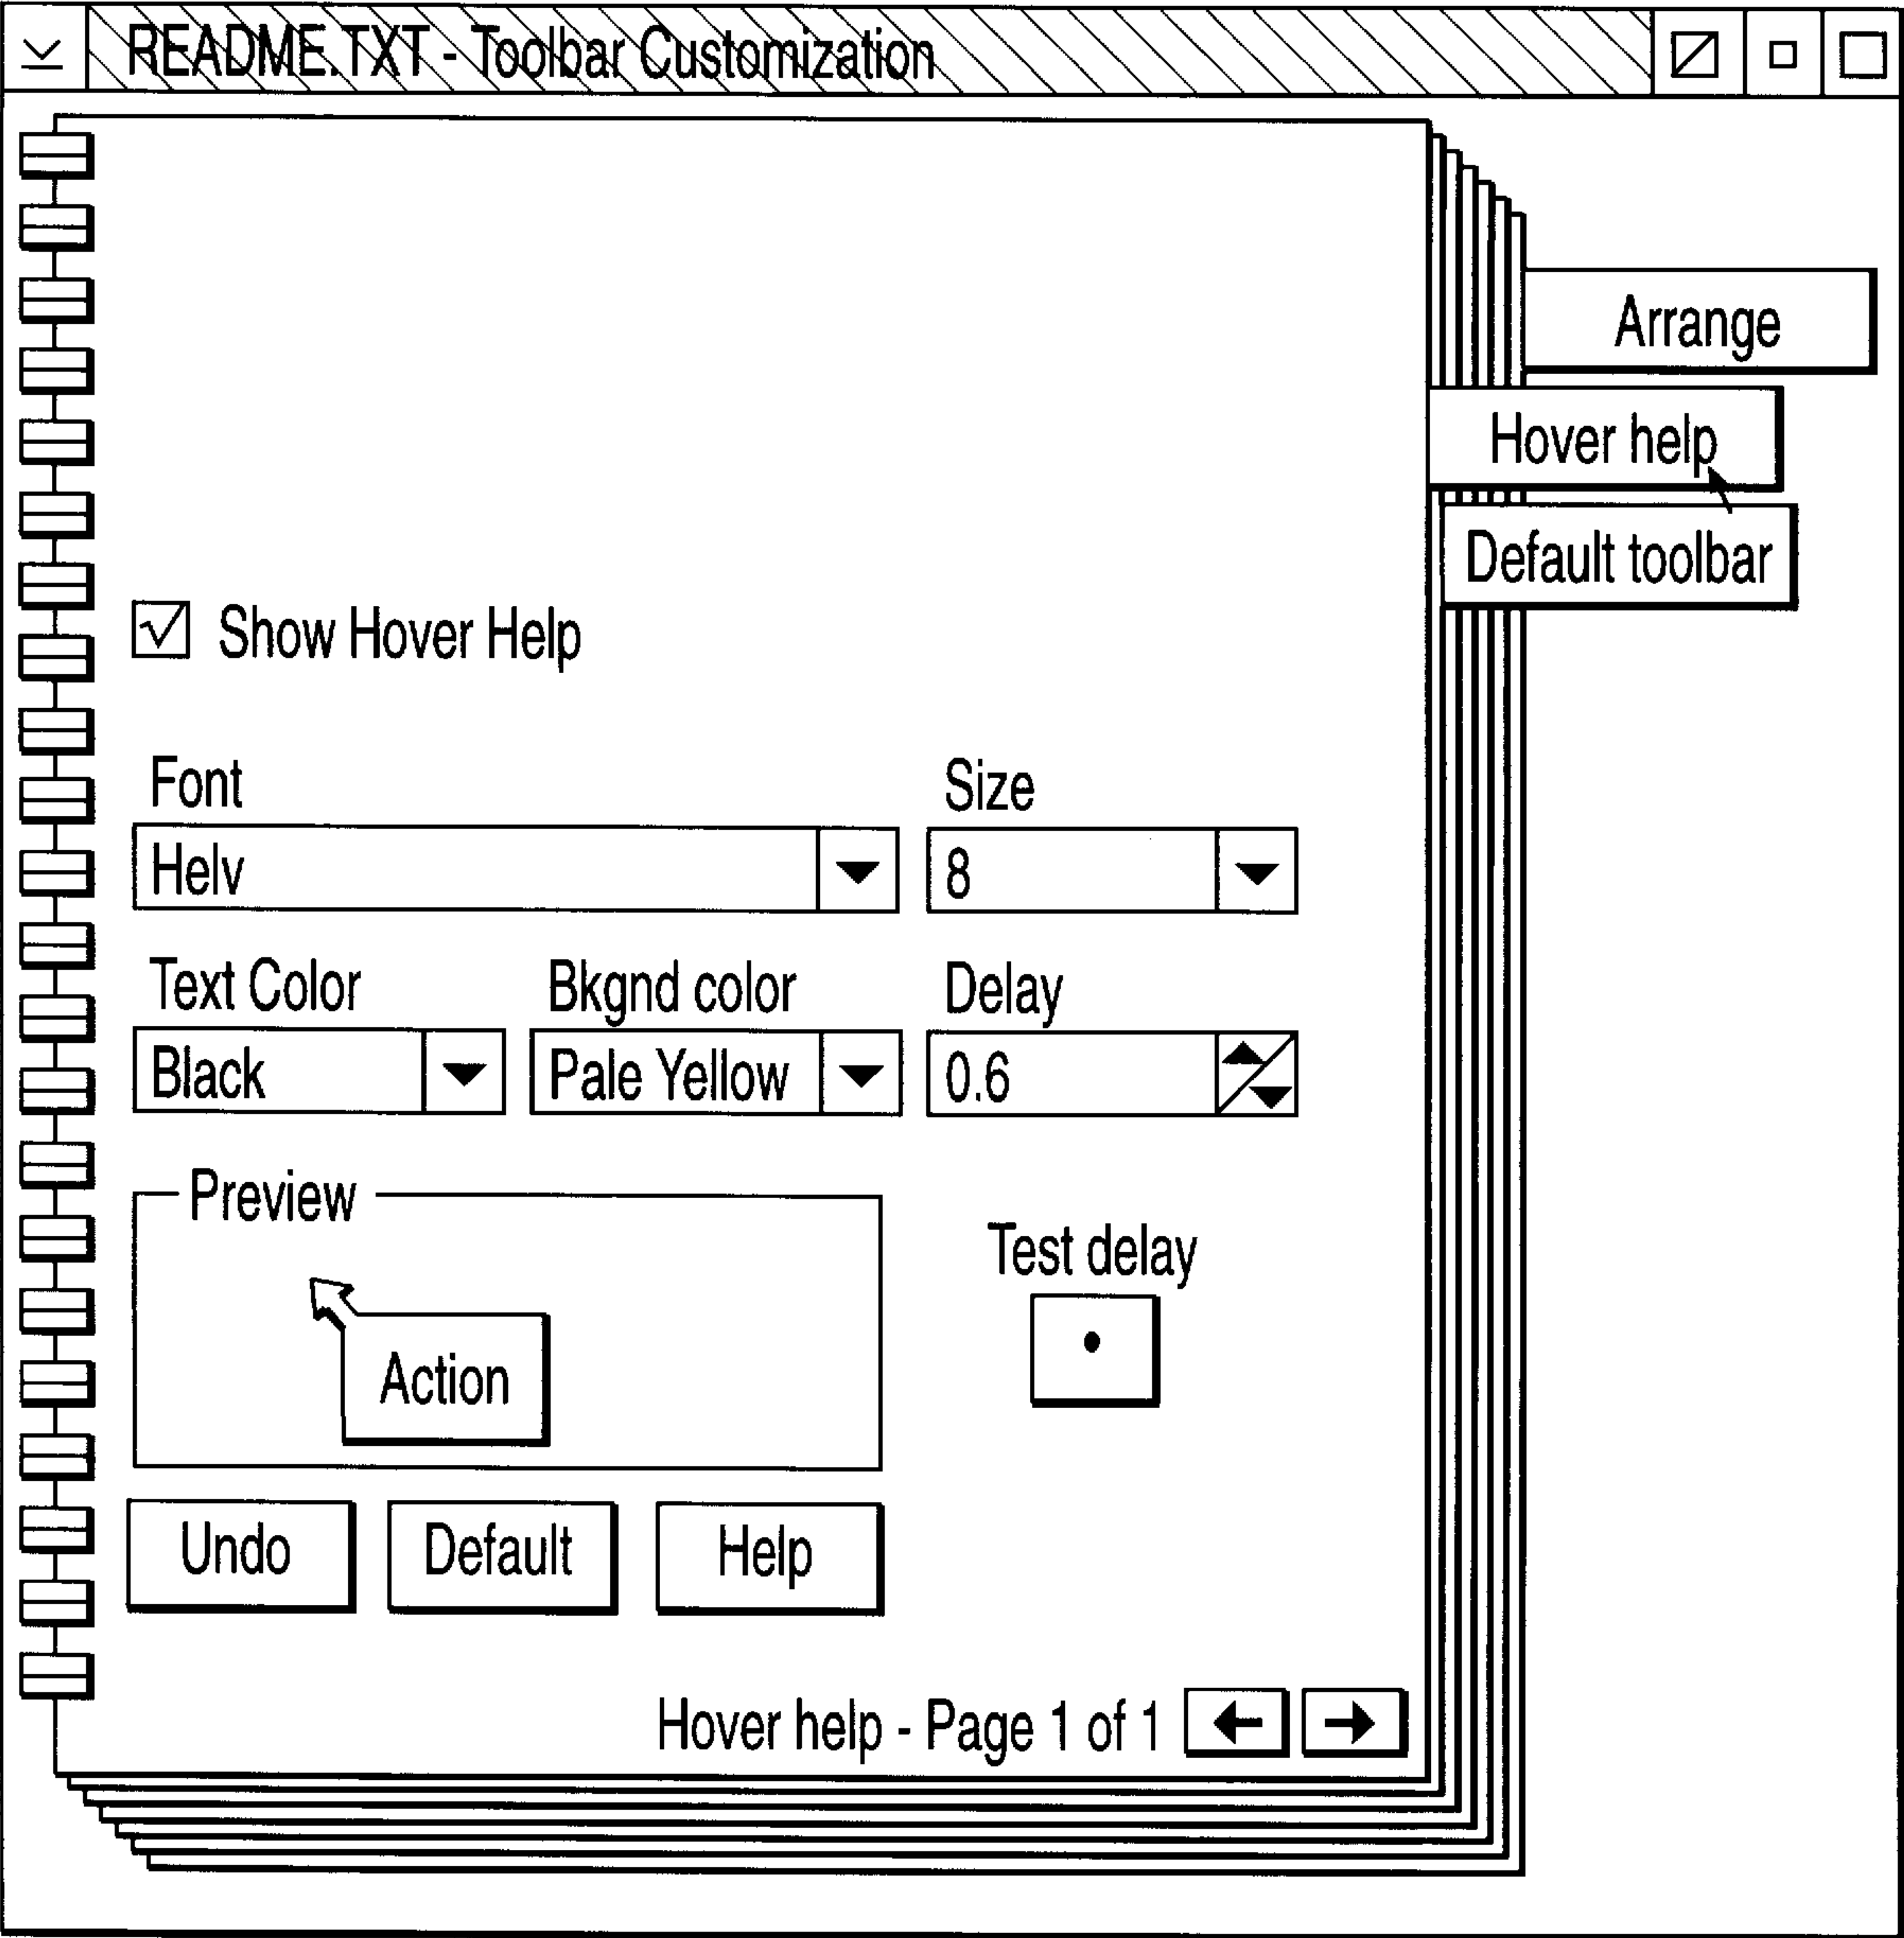 README.TXT - Toolbar Customization
Arrange
Hover help
Default toolbar
Show Hover Help
Font
Size
Helv
8
Text Color
Bkgnd color
Delay
Black
Pale Yellow
0.6
Preview
Test delay
Action
Undo
Default
Help
Hover help - Page 1 of 1